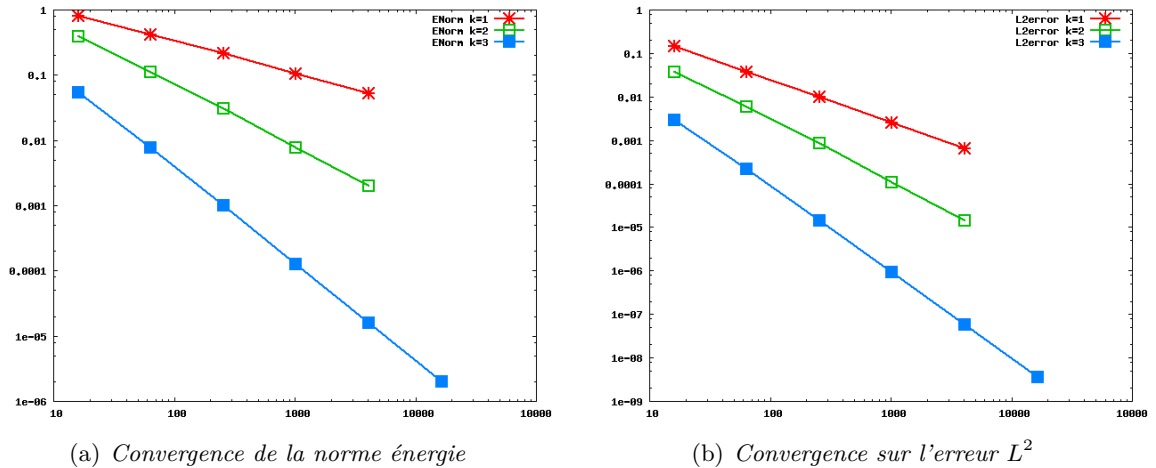 ENorm k=1
ENorm k=2
ENorm k=3
1
0.1
0.01
0.001
0.0001
1e-05
1e-06
10
100
1000
10000
10000
(a) Convergence de la norme énergie
L2error k=1
L2error k=2
L2error k=3
1
0.1
0.01
0.001
0.0001
1e-05
1e-06
1e-07
1e-08
1e-09
10
100
1000
10000
10000
(b) Convergence sur l'erreur L²